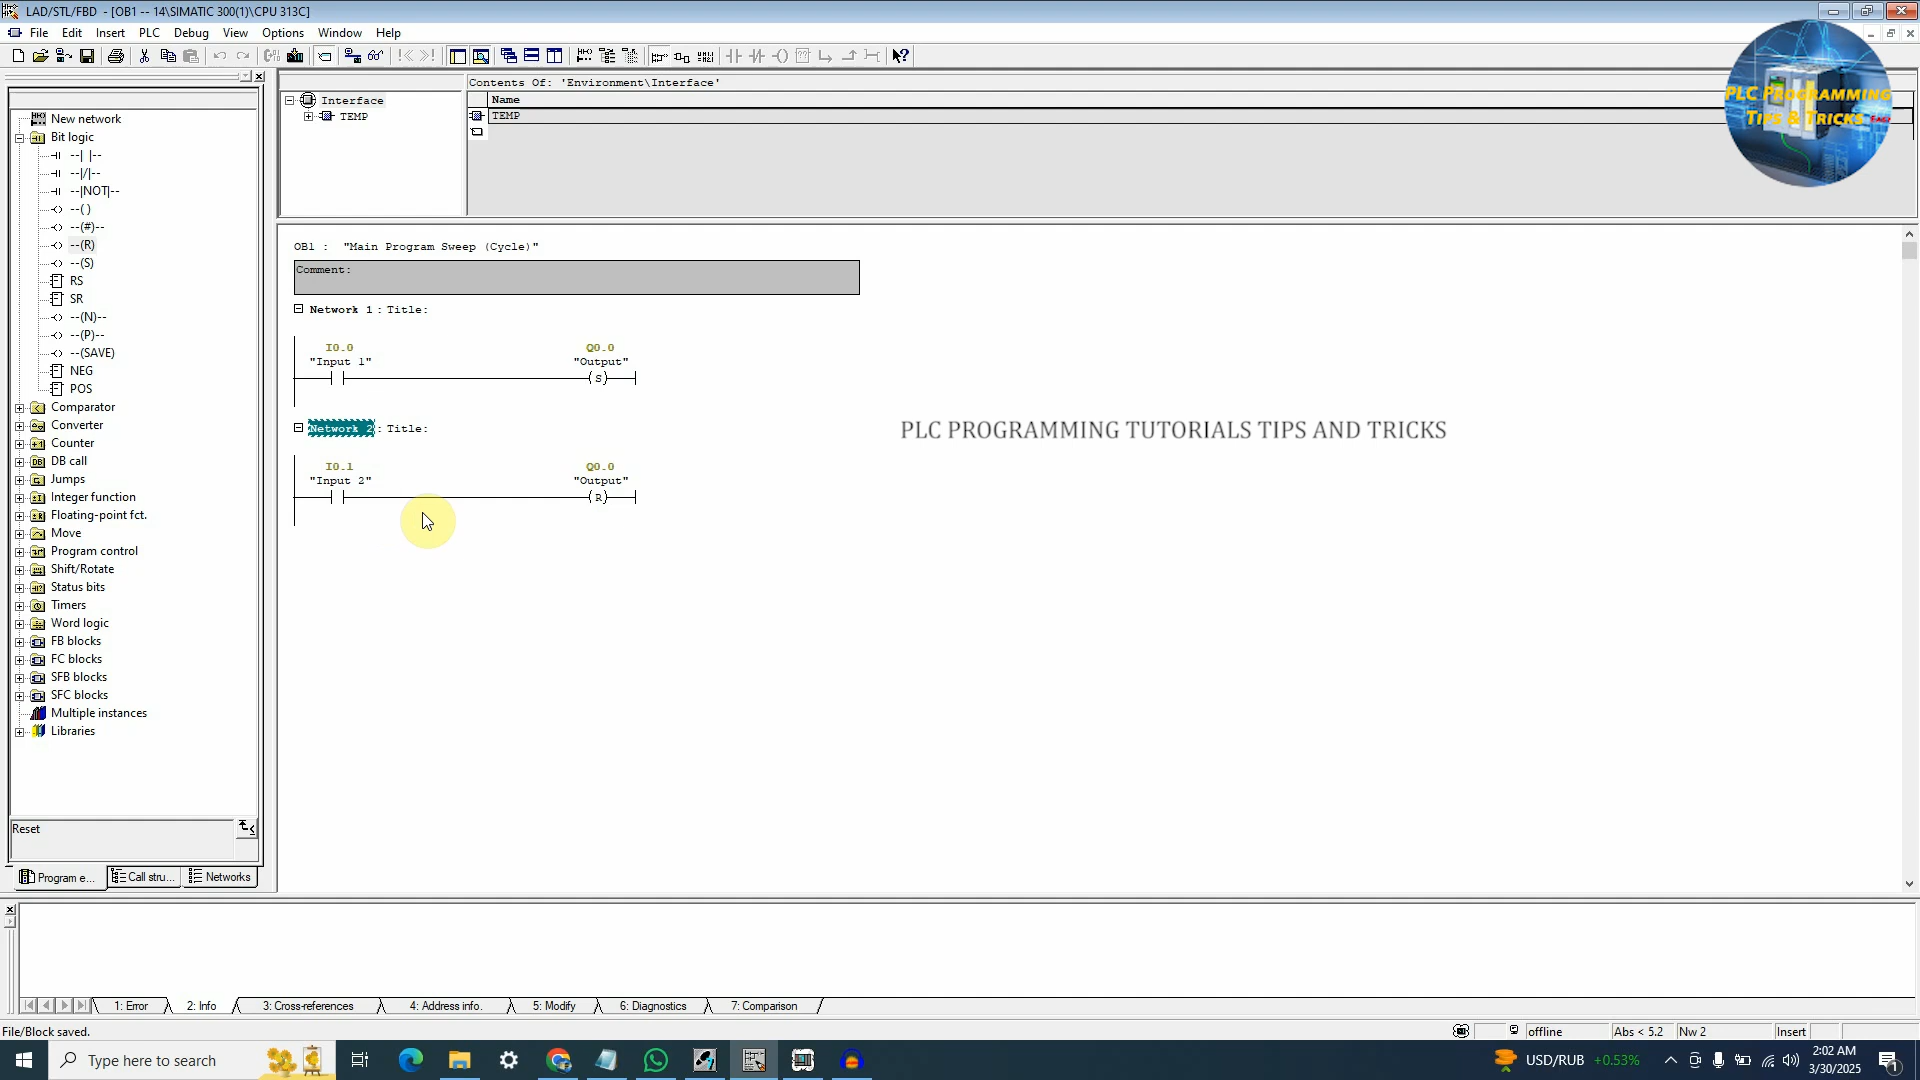 LAD/STL/FBD - [OB1 -- 14\SIMATIC 300(1)\CPU 313C]
File Edit Insert PLC Debug View Options Window Help
Contents Of: 'Environment\Interface'
Interface
TEMP
Name
TEMP
PLC PROGRAMMING
TIPS & TRICKS
New network
Bit logic
--| |--
--|/|--
--|NOT|--
--( )
--(#)--
--(R)
--(S)
RS
SR
--(N)--
--(P)--
--(SAVE)
NEG
POS
Comparator
Converter
Counter
DB call
Jumps
Integer function
Floating-point fct.
Move
Program control
Shift/Rotate
Status bits
Timers
Word logic
FB blocks
FC blocks
SFB blocks
SFC blocks
Multiple instances
Libraries
Reset
Program e... Call stru... Networks
OB1 : "Main Program Sweep (Cycle)"
Comment:
Network 1 : Title:
I0.0 Q0.0
"Input 1" "Output"
(S)
Network 2 : Title:
I0.1 Q0.0
"Input 2" "Output"
(R)
PLC PROGRAMMING TUTORIALS TIPS AND TRICKS
1: Error 2: Info 3: Cross-references 4: Address info. 5: Modify 6: Diagnostics 7: Comparison
File/Block saved. offline Abs < 5.2 Nw 2 Insert
Type here to search
USD/RUB +0.53%
2:02 AM
3/30/2025
1